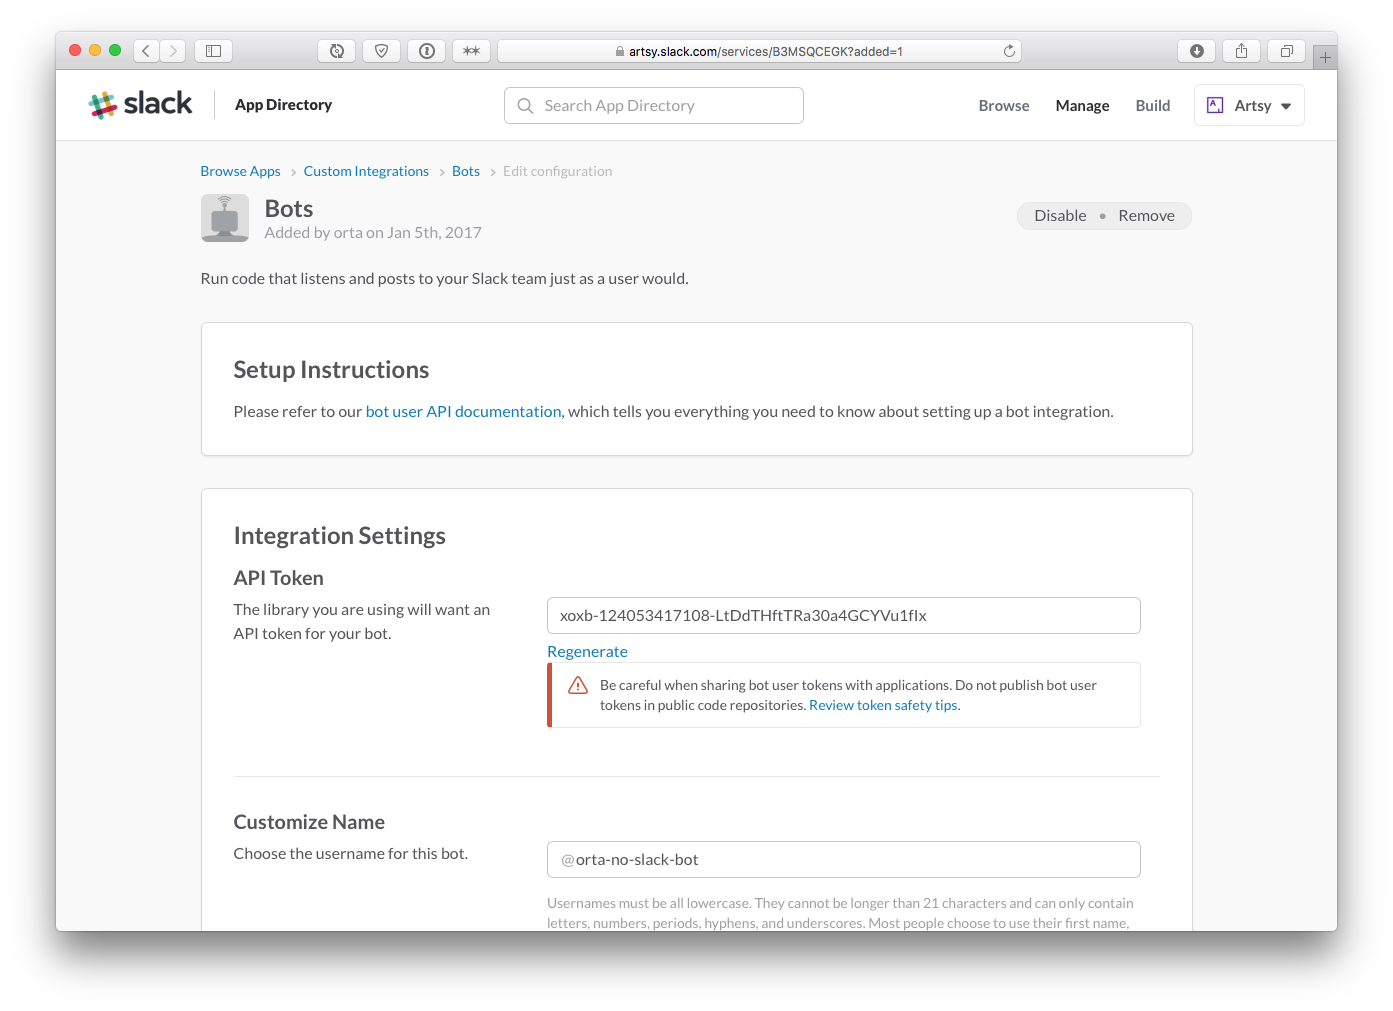 artsy.slack.com/services/B3MSQCEGK?added=1
slack
App Directory
Search App Directory
Browse
Manage
Build
A
Artsy
Browse Apps > Custom Integrations > Bots > Edit configuration
Bots
Added by orta on Jan 5th, 2017
Disable • Remove
Run code that listens and posts to your Slack team just as a user would.
Setup Instructions
Please refer to our bot user API documentation, which tells you everything you need to know about setting up a bot integration.
Integration Settings
API Token
The library you are using will want an
API token for your bot.
xoxb-124053417108-LtDdTHftTRa30a4GCYVu1fIx
Regenerate
Be careful when sharing bot user tokens with applications. Do not publish bot user
tokens in public code repositories. Review token safety tips.
Customize Name
Choose the username for this bot.
@orta-no-slack-bot
Usernames must be all lowercase. They cannot be longer than 21 characters and can only contain
letters, numbers, periods, hyphens, and underscores. Most people choose to use their first name,